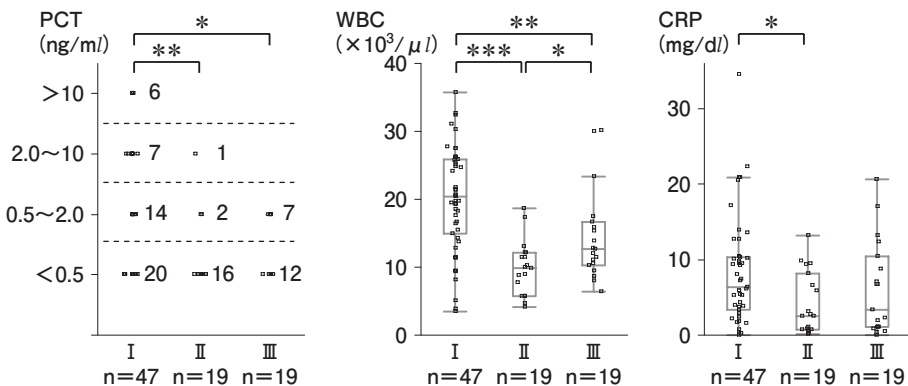 PCT
(ng/ml)
*
**
>10
6
2.0〜10
7
1
0.5〜2.0
14
2
7
<0.5
20
16
12
Ⅰ
Ⅱ
Ⅲ
n=47
n=19
n=19
WBC
(×10³/μl)
**
***
*
40
30
20
10
0
Ⅰ
Ⅱ
Ⅲ
n=47
n=19
n=19
CRP
(mg/dl)
*
30
20
10
0
Ⅰ
Ⅱ
Ⅲ
n=47
n=19
n=19